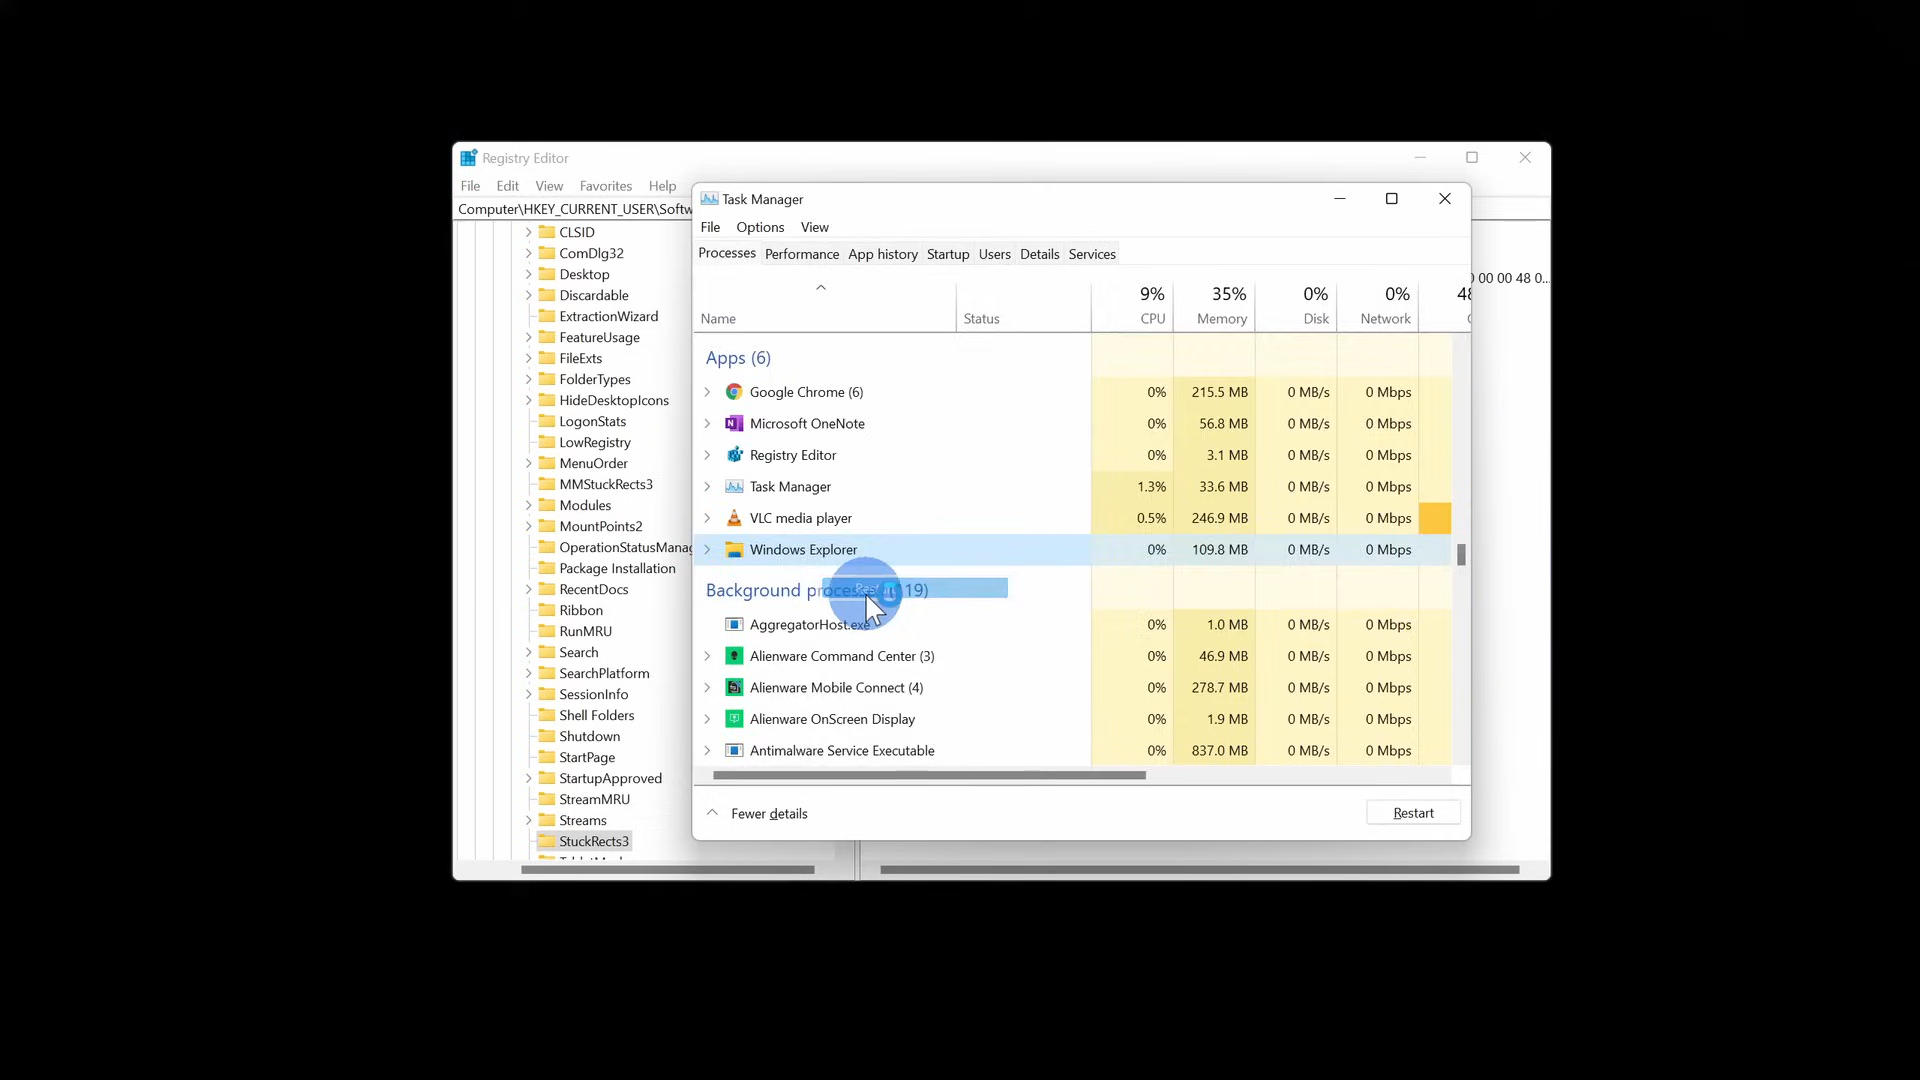 Registry Editor
File Edit View Favorites Help
Computer\HKEY_CURRENT_USER\Softw
CLSID
ComDlg32
Desktop
Discardable
ExtractionWizard
FeatureUsage
FileExts
FolderTypes
HideDesktopIcons
LogonStats
LowRegistry
MenuOrder
MMStuckRects3
Modules
MountPoints2
OperationStatusManag
Package Installation
RecentDocs
Ribbon
RunMRU
Search
SearchPlatform
SessionInfo
Shell Folders
Shutdown
StartPage
StartupApproved
StreamMRU
Streams
StuckRects3
00 00 48 0...
Task Manager
File Options View
Processes Performance App history Startup Users Details Services
9% 35% 0% 0% 48
Name Status CPU Memory Disk Network
Apps (6)
Google Chrome (6) 0% 215.5 MB 0 MB/s 0 Mbps
Microsoft OneNote 0% 56.8 MB 0 MB/s 0 Mbps
Registry Editor 0% 3.1 MB 0 MB/s 0 Mbps
Task Manager 1.3% 33.6 MB 0 MB/s 0 Mbps
VLC media player 0.5% 246.9 MB 0 MB/s 0 Mbps
Windows Explorer 0% 109.8 MB 0 MB/s 0 Mbps
Background 19)
AggregatorHost.exe 0% 1.0 MB 0 MB/s 0 Mbps
Alienware Command Center (3) 0% 46.9 MB 0 MB/s 0 Mbps
Alienware Mobile Connect (4) 0% 278.7 MB 0 MB/s 0 Mbps
Alienware OnScreen Display 0% 1.9 MB 0 MB/s 0 Mbps
Antimalware Service Executable 0% 837.0 MB 0 MB/s 0 Mbps
Fewer details
Restart